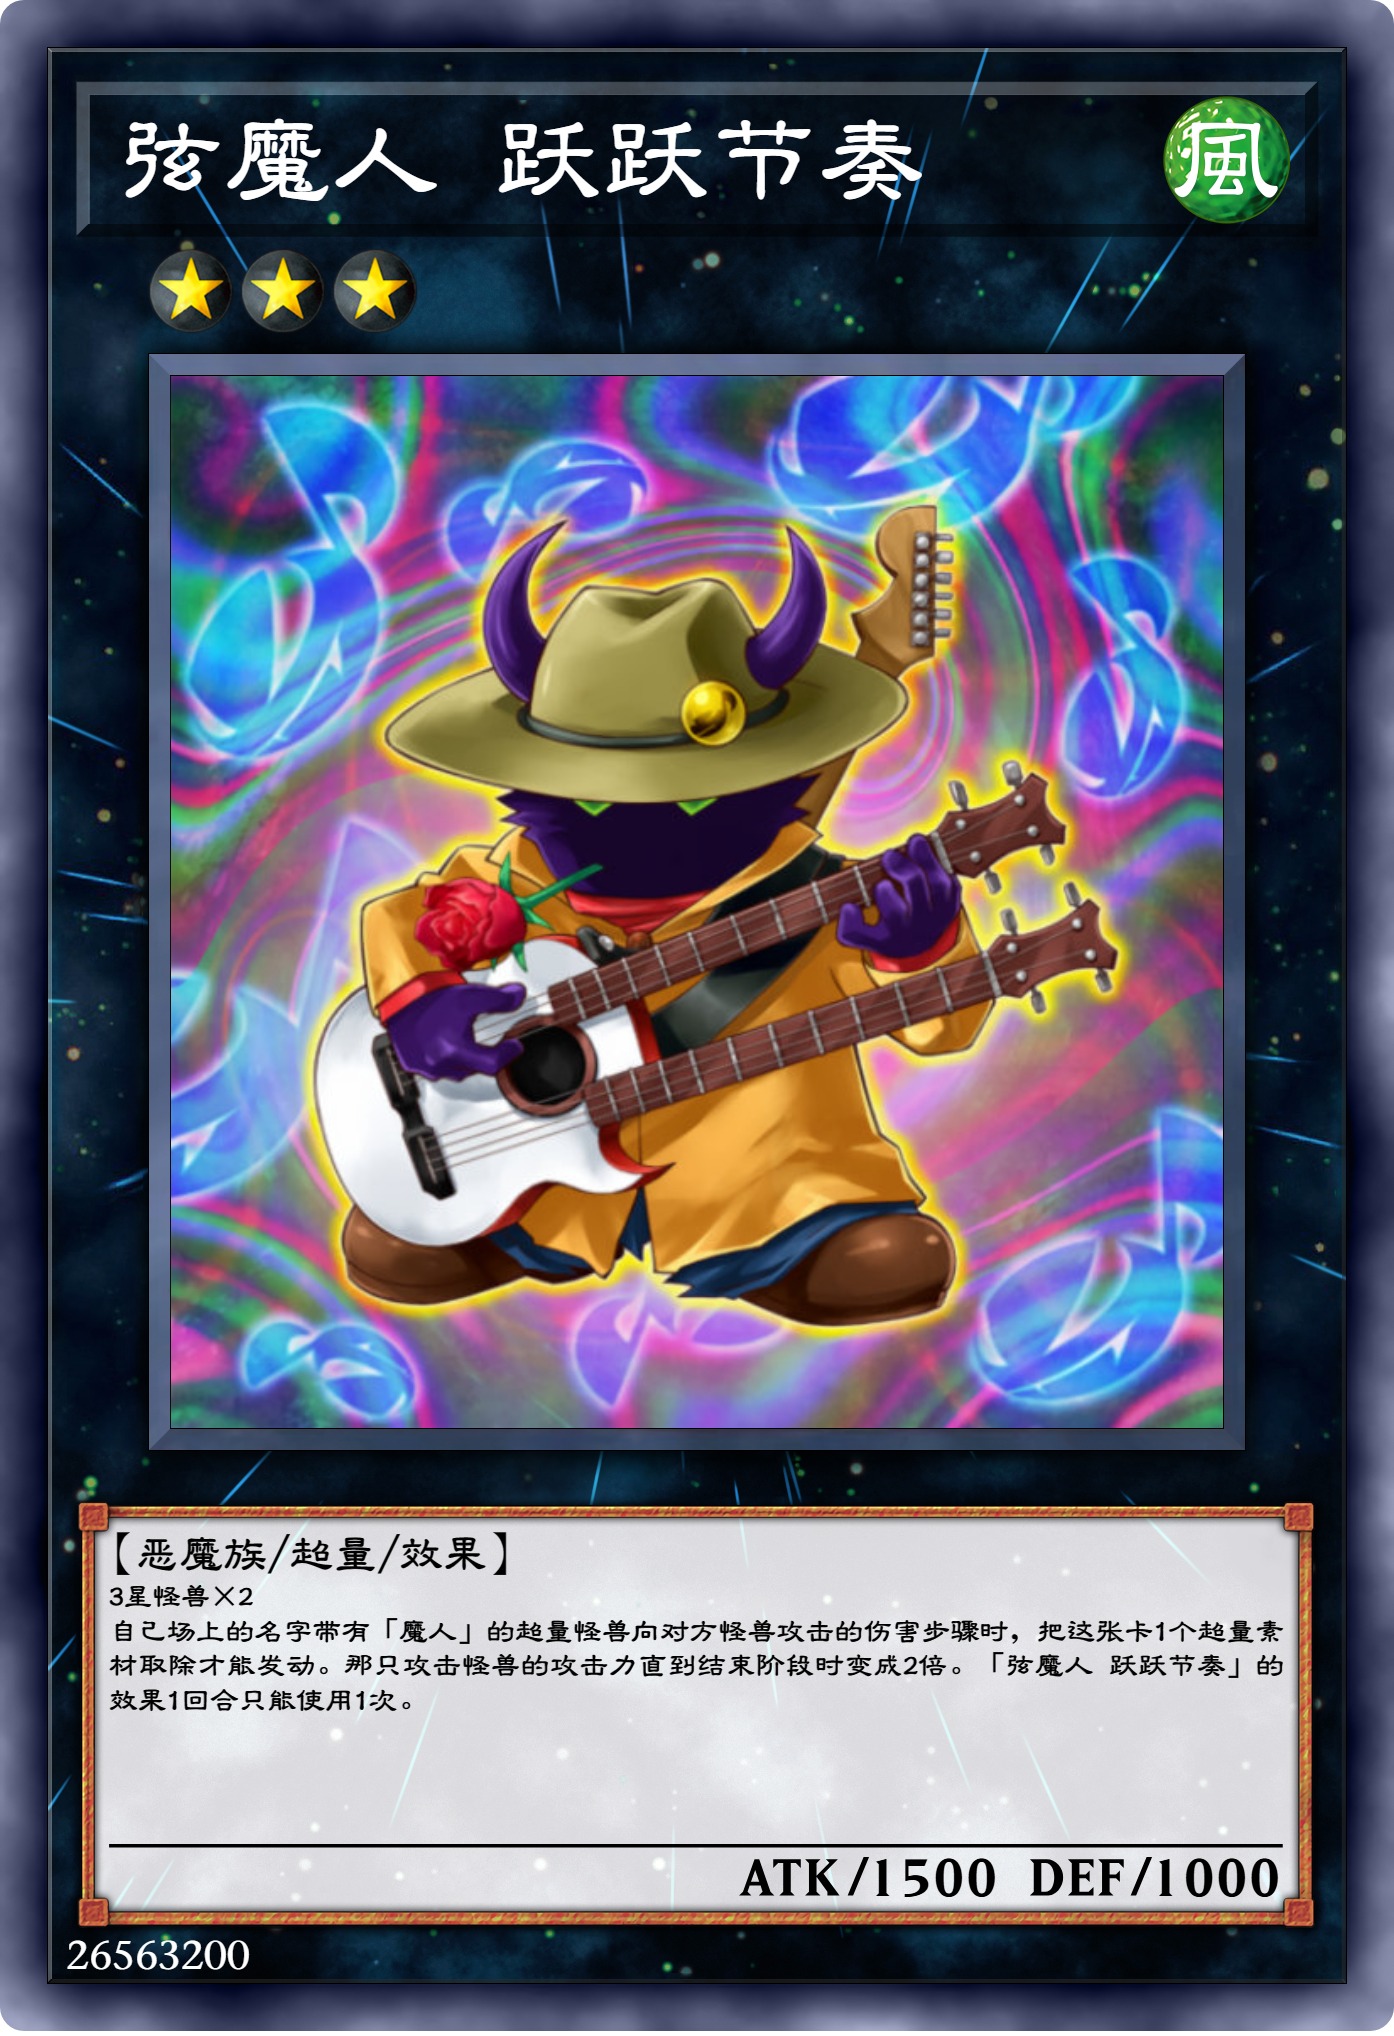 弦魔人 跃跃节奏
風
【恶魔族/超量/效果】
3星怪兽×2
自己场上的名字带有「魔人」的超量怪兽向对方怪兽攻击的伤害步骤时，把这张卡1个超量素
材取除才能发动。那只攻击怪兽的攻击力直到结束阶段时变成2倍。「弦魔人 跃跃节奏」的
效果1回合只能使用1次。
ATK/1500 DEF/1000
26563200